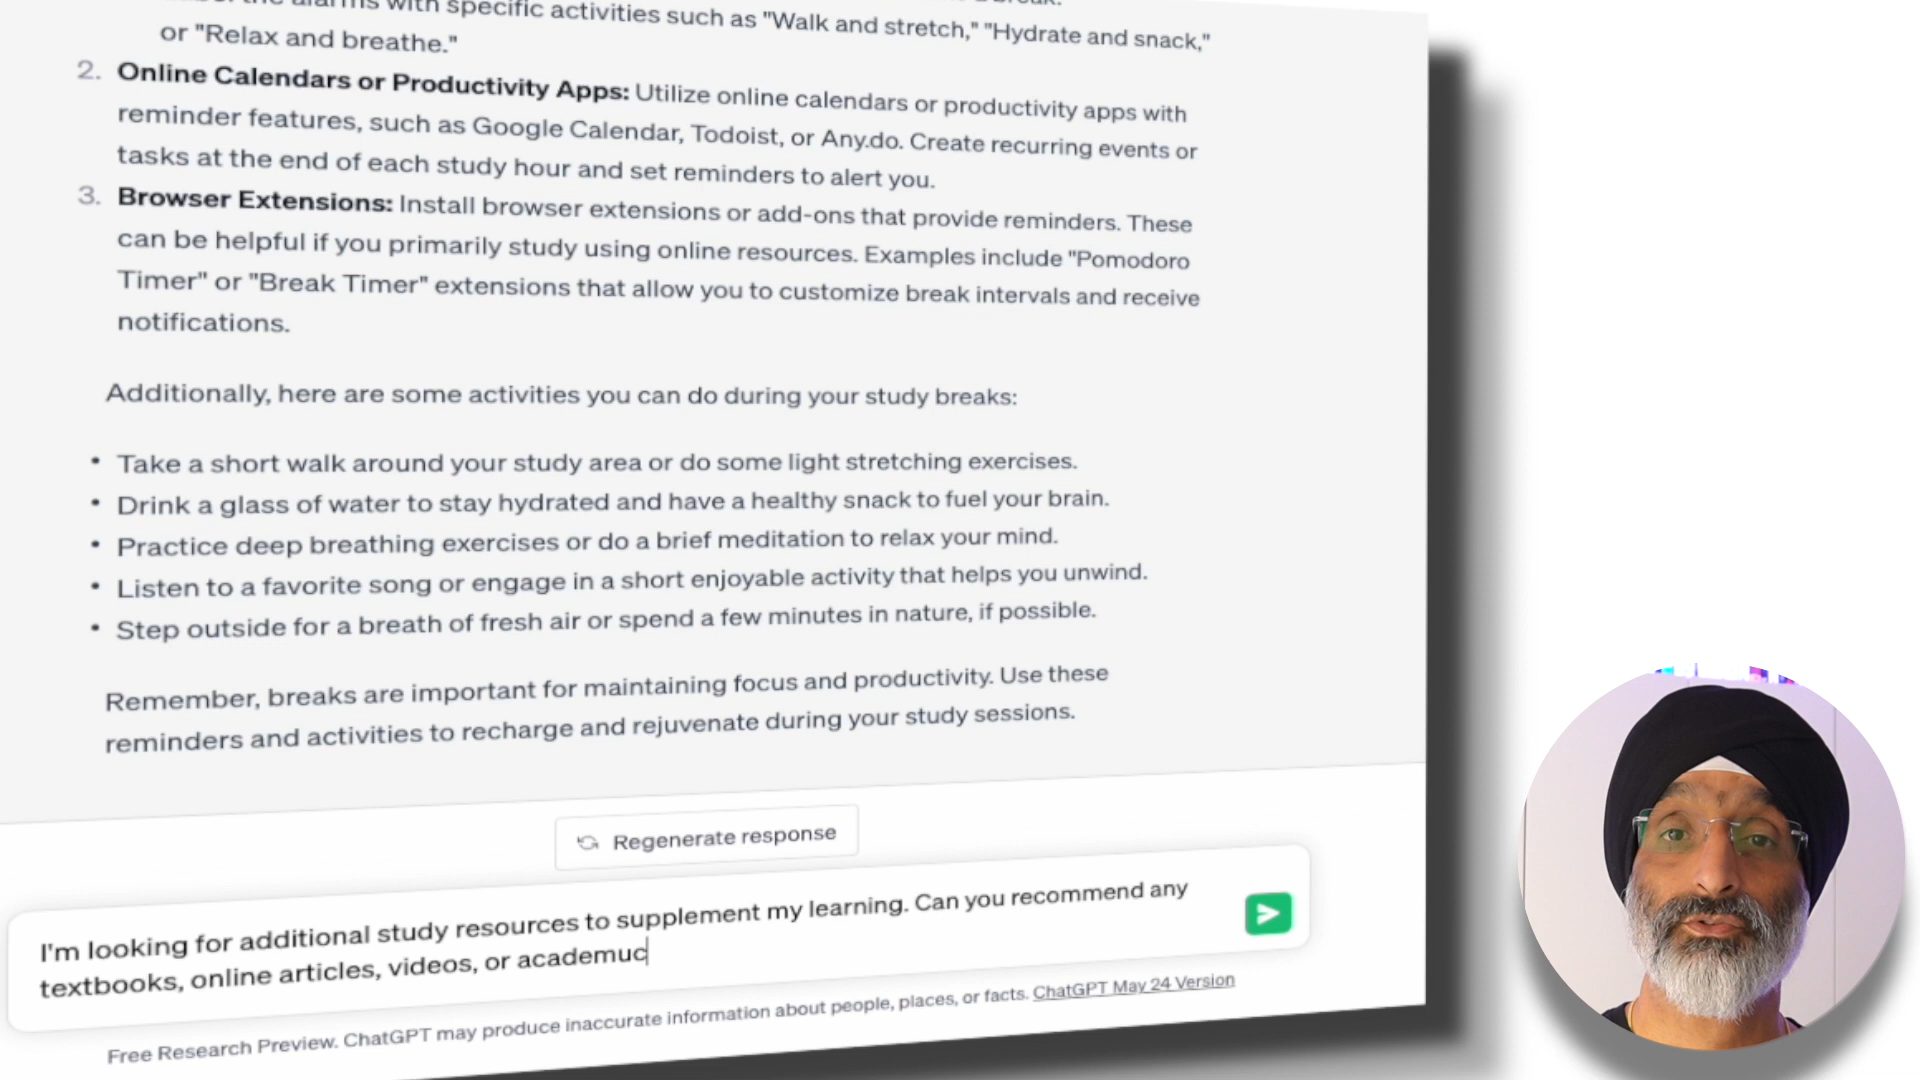 with specific activities such as "Walk and stretch," "Hydrate and snack,"
or "Relax and breathe."
2. Online Calendars or Productivity Apps: Utilize online calendars or productivity apps with
reminder features, such as Google Calendar, Todoist, or Any.do. Create recurring events or
tasks at the end of each study hour and set reminders to alert you.
3. Browser Extensions: Install browser extensions or add-ons that provide reminders. These
can be helpful if you primarily study using online resources. Examples include "Pomodoro
Timer" or "Break Timer" extensions that allow you to customize break intervals and receive
notifications.
Additionally, here are some activities you can do during your study breaks:
• Take a short walk around your study area or do some light stretching exercises.
• Drink a glass of water to stay hydrated and have a healthy snack to fuel your brain.
• Practice deep breathing exercises or do a brief meditation to relax your mind.
• Listen to a favorite song or engage in a short enjoyable activity that helps you unwind.
• Step outside for a breath of fresh air or spend a few minutes in nature, if possible.
Remember, breaks are important for maintaining focus and productivity. Use these
reminders and activities to recharge and rejuvenate during your study sessions.
Regenerate response
I'm looking for additional study resources to supplement my learning. Can you recommend any
textbooks, online articles, videos, or academuc
Free Research Preview. ChatGPT may produce inaccurate information about people, places, or facts. ChatGPT May 24 Version